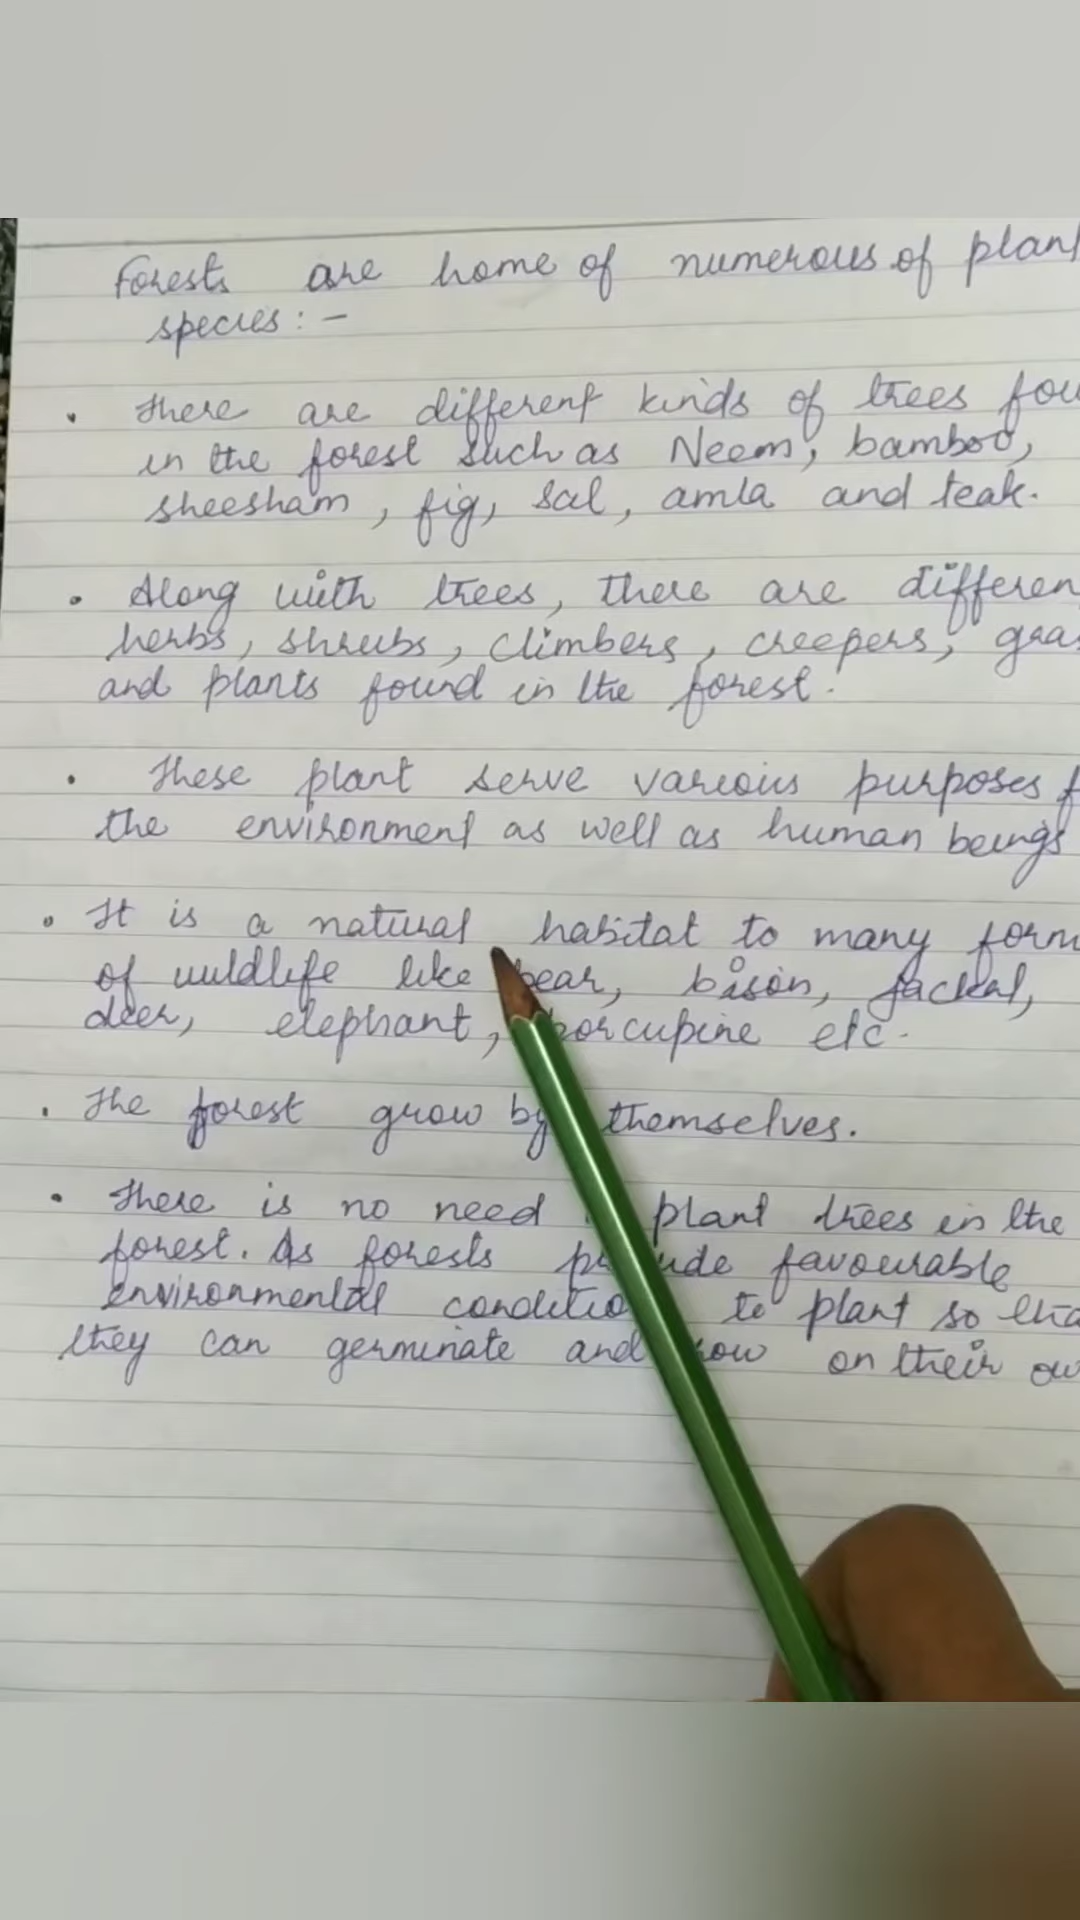 Forests are home of numerous of plant
species:-
• There are different kinds of trees fou
in the forest such as Neem, bamboo,
sheesham, fig, sal, amla and teak.
• Along with trees, there are differen
herbs, shrubs, climbers, creepers, gras
and plants found in the forest.
• These plant serve various purposes f
the environment as well as human beings
• It is a natural habitat to many form
of wildlife like bear, bison, jackal,
deer, elephant, porcupine etc.
• The forest grow by themselves.
• There is no need plant trees in the
forest. As forests favourable
environmental conditio to plant so tha
they can germinate and on their ow